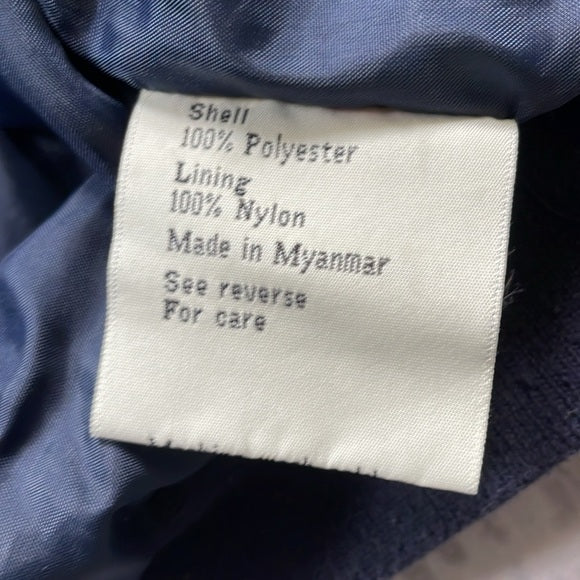 Shell
100% Polyester
Lining
100% Nylon
Made in Myanmar
See reverse
For care